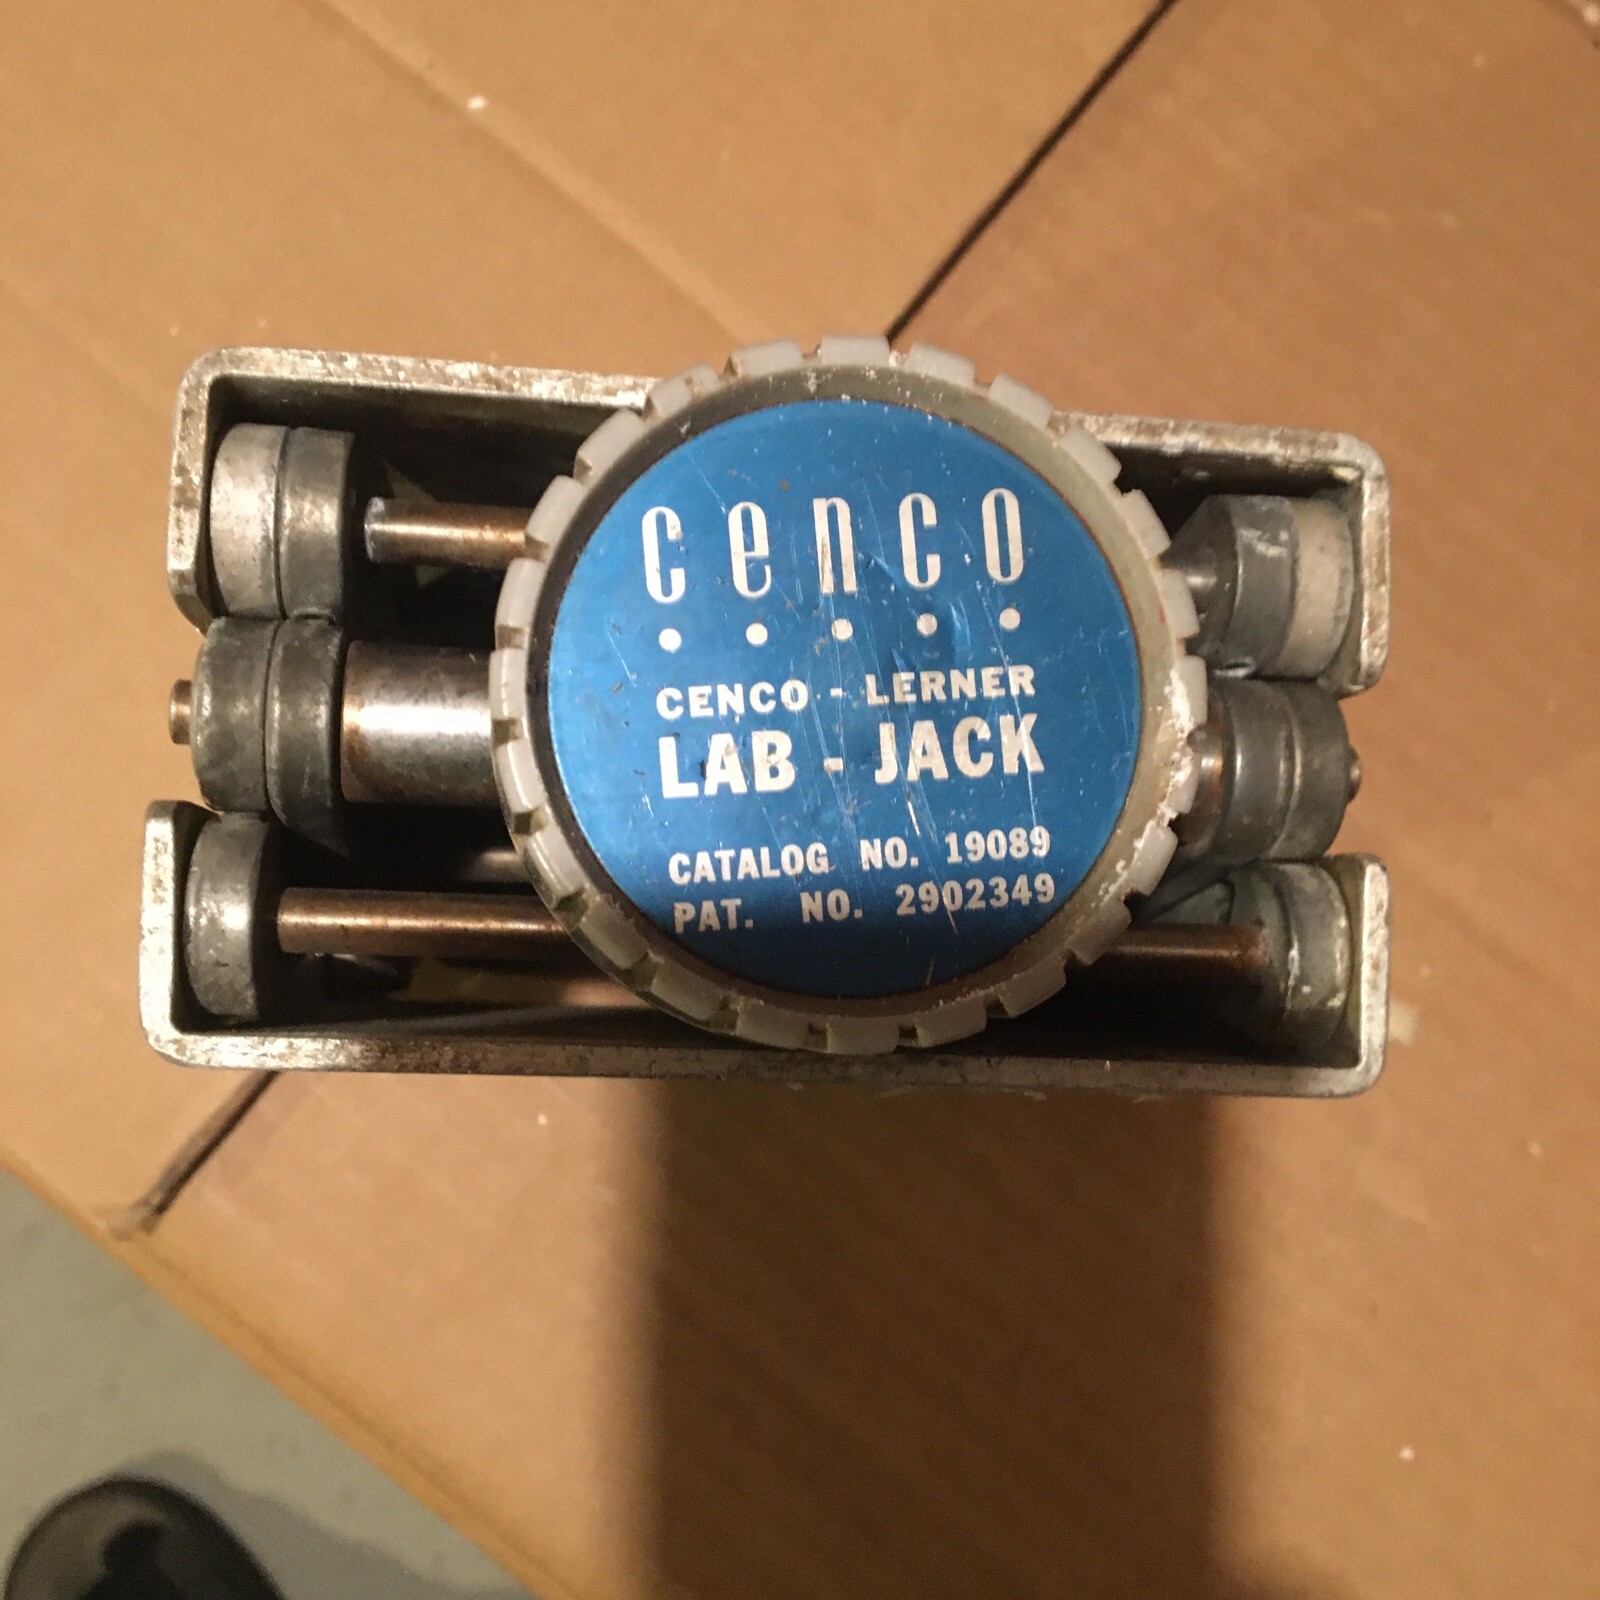 cenco
CENCO - LERNER
LAB - JACK
CATALOG NO. 19089
PAT. NO. 2902349